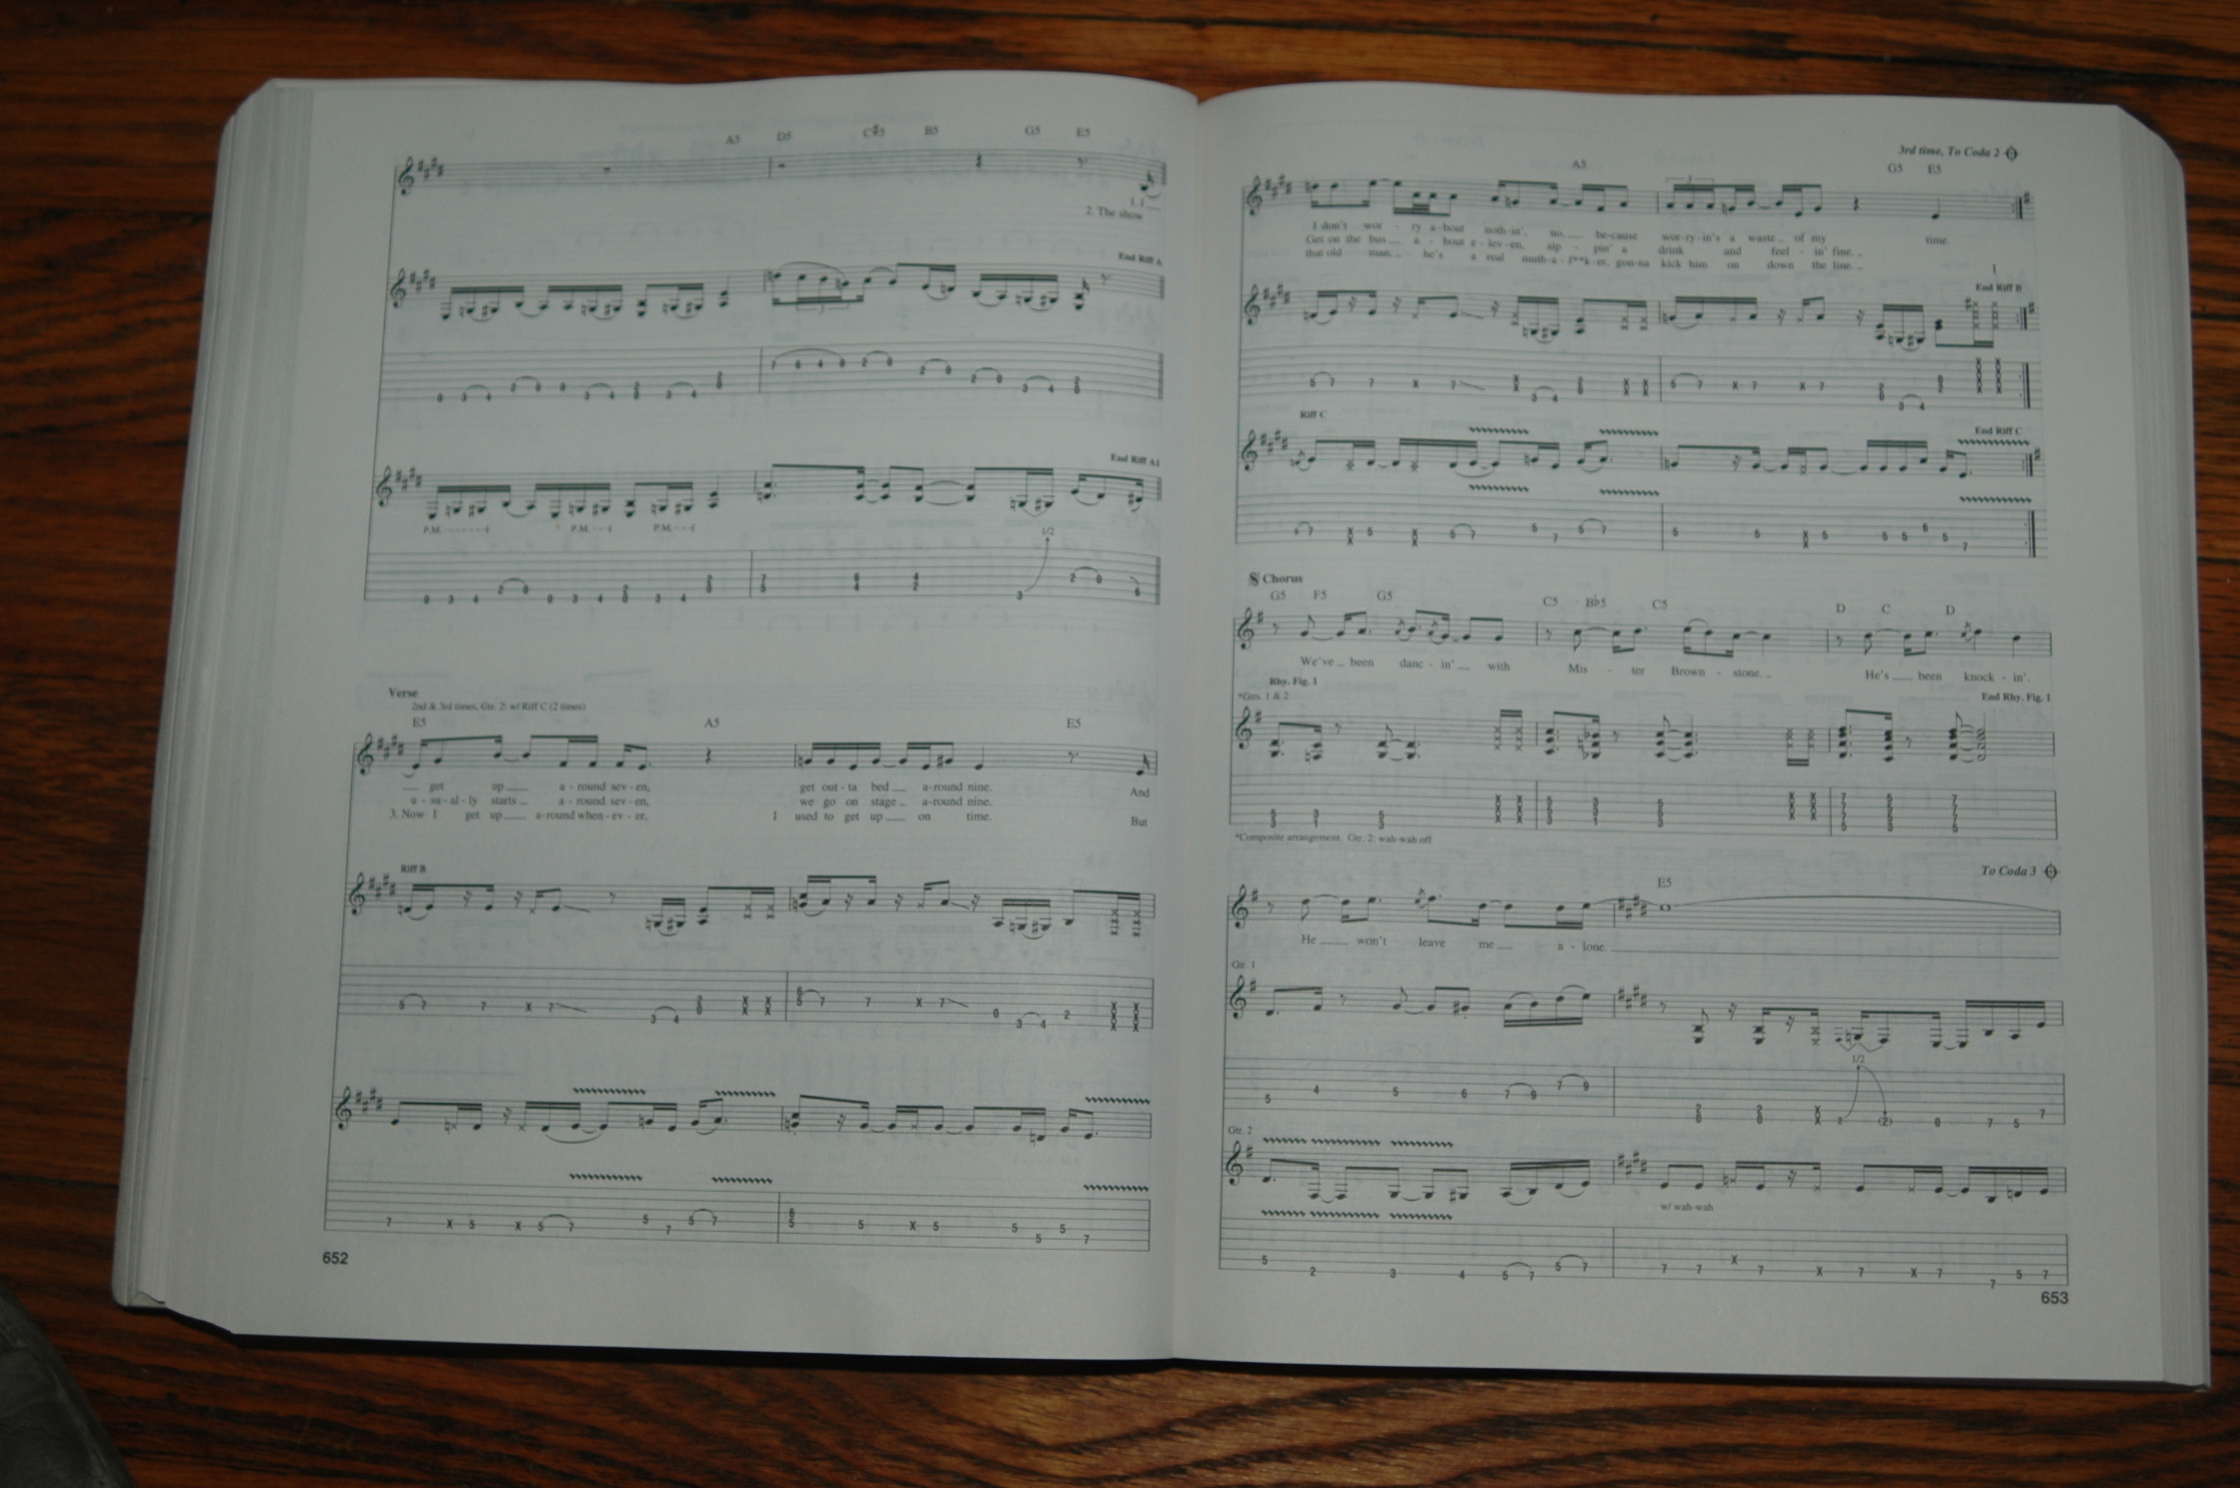 A5 D5 C#5 B5 G5 E5
1. I
2. The show
End Riff A
End Riff A1
P.M. P.M. P.M.
1/2
Verse
2nd & 3rd times, Gtr. 2: w/ Riff C (2 times)
E5 A5 E5
get up a - round sev - en, get out - ta bed a - round nine. And
u - su - al - ly starts a - round sev - en, we go on stage a - round nine.
3. Now I get up a - round when - ev - er, I used to get up on time. But
Riff B
652
3rd time, To Coda 2
A5 G5 E5
I don't wor - ry a - bout noth - in', no, be - cause wor - ry - in's a waste of my time.
Get on the bus a - bout e - lev - en, sip - pin' a drink and feel - in' fine.
that old man, he's a real muth - a - f**k - er, gon - na kick him on down the line.
1
End Riff B
Riff C
End Riff C
Chorus
G5 F5 G5 C5 B♭5 C5 D C D
We've been danc - in' with Mis - ter Brown - stone. He's been knock - in'.
Rhy. Fig. 1 End Rhy. Fig. 1
*Gtrs. 1 & 2
*Composite arrangement. Gtr. 2: wah-wah off
To Coda 3
E5
He won't leave me a - lone.
Gtr. 1
1/2
Gtr. 2
w/ wah-wah
653